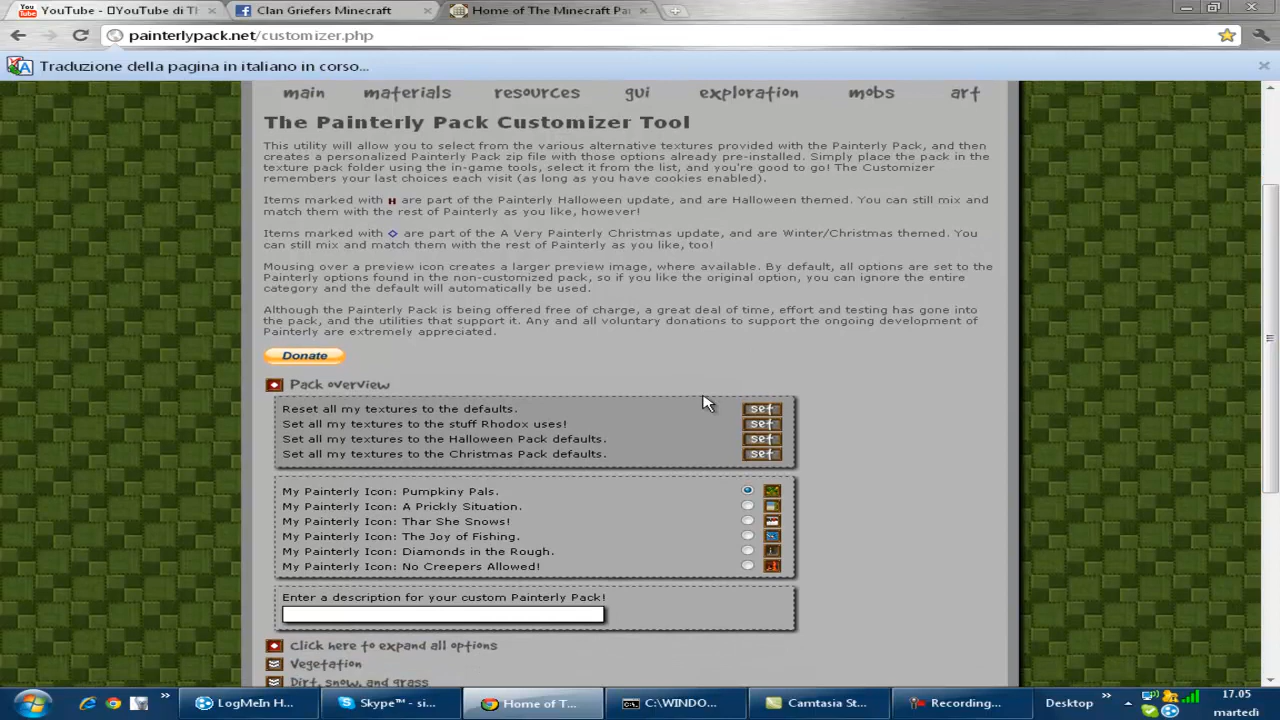 YouTube - YouTube di Th
Clan Griefers Minecraft
Home of The Minecraft Pa
painterlypack.net/customizer.php
Traduzione della pagina in italiano in corso...
main materials resources gui exploration mobs art
The Painterly Pack Customizer Tool
This utility will allow you to select from the various alternative textures provided with the Painterly Pack, and then
creates a personalized Painterly Pack zip file with those options already pre-installed. Simply place the pack in the
texture pack folder using the in-game tools, select it from the list, and you're good to go! The Customizer
remembers your last choices each visit (as long as you have cookies enabled).
Items marked with H are part of the Painterly Halloween update, and are Halloween themed. You can still mix and
match them with the rest of Painterly as you like, however!
Items marked with ◇ are part of the A Very Painterly Christmas update, and are Winter/Christmas themed. You
can still mix and match them with the rest of Painterly as you like, too!
Mousing over a preview icon creates a larger preview image, where available. By default, all options are set to the
Painterly options found in the non-customized pack, so if you like the original option, you can ignore the entire
category and the default will automatically be used.
Although the Painterly Pack is being offered free of charge, a great deal of time, effort and testing has gone into
the pack, and the utilities that support it. Any and all voluntary donations to support the ongoing development of
Painterly are extremely appreciated.
Donate
Pack overview
Reset all my textures to the defaults. set
Set all my textures to the stuff Rhodox uses! set
Set all my textures to the Halloween Pack defaults. set
Set all my textures to the Christmas Pack defaults. set
My Painterly Icon: Pumpkiny Pals.
My Painterly Icon: A Prickly Situation.
My Painterly Icon: Thar She Snows!
My Painterly Icon: The Joy of Fishing.
My Painterly Icon: Diamonds in the Rough.
My Painterly Icon: No Creepers Allowed!
Enter a description for your custom Painterly Pack!
Click here to expand all options
Vegetation
Dirt, snow, and grass
LogMeIn H... Skype™ - si... Home of T... C:\WINDO... Camtasia St... Recording... Desktop
17.05
martedì